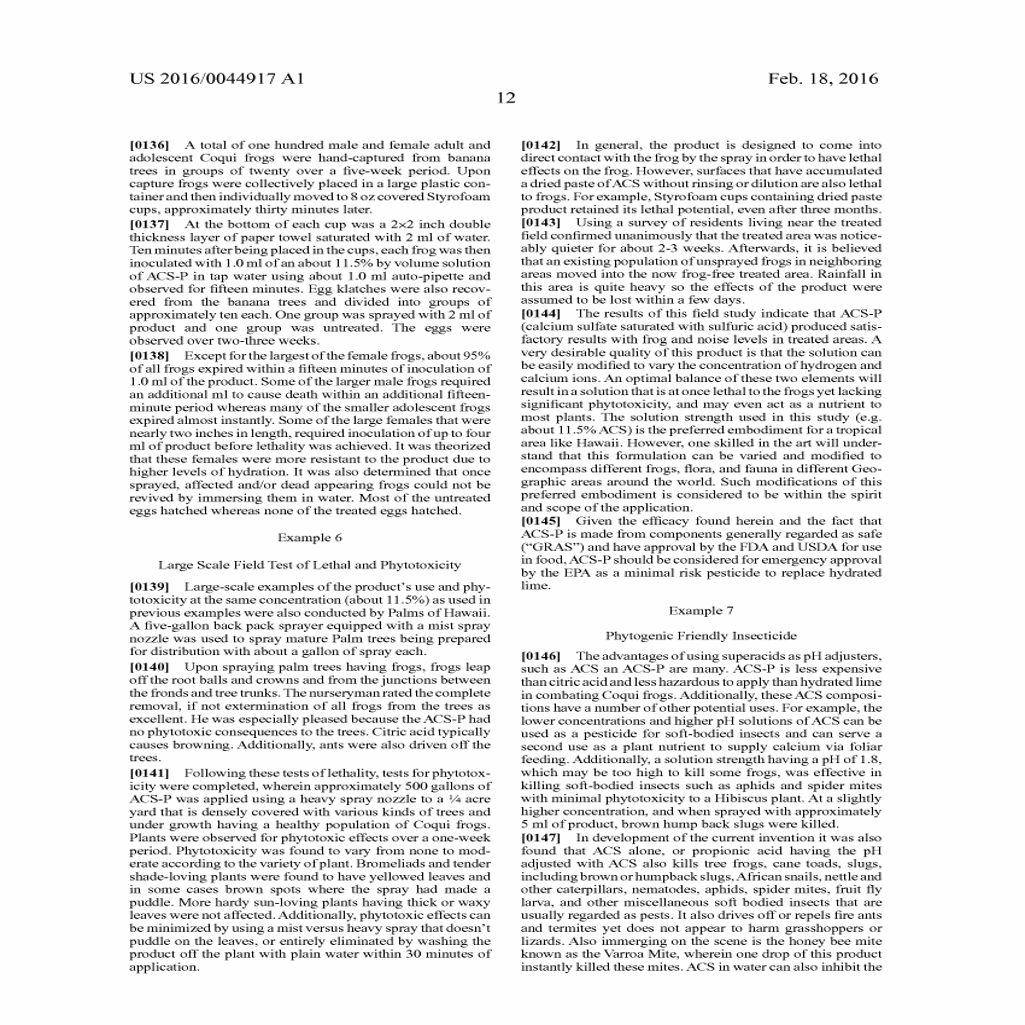 US 2016/0044917 A1
Feb. 18, 2016
12
[0136] A total of one hundred male and female adult and
adolescent Coqui frogs were hand-captured from banana
trees in groups of twenty over a five-week period. Upon
capture frogs were collectively placed in a large plastic con-
tainer and then individually moved to 8 oz covered Styrofoam
cups, approximately thirty minutes later.
[0137] At the bottom of each cup was a 2×2 inch double
thickness layer of paper towel saturated with 2 ml of water.
Ten minutes after being placed in the cups, each frog was then
inoculated with 1.0 ml of an about 11.5% by volume solution
of ACS-P in tap water using about 1.0 ml auto-pipette and
observed for fifteen minutes. Egg klatches were also recov-
ered from the banana trees and divided into groups of
approximately ten each. One group was sprayed with 2 ml of
product and one group was untreated. The eggs were
observed over two-three weeks.
[0138] Except for the largest of the female frogs, about 95%
of all frogs expired within a fifteen minutes of inoculation of
1.0 ml of the product. Some of the larger male frogs required
an additional ml to cause death within an additional fifteen-
minute period whereas many of the smaller adolescent frogs
expired almost instantly. Some of the large females that were
nearly two inches in length, required inoculation of up to four
ml of product before lethality was achieved. It was theorized
that these females were more resistant to the product due to
higher levels of hydration. It was also determined that once
sprayed, affected and/or dead appearing frogs could not be
revived by immersing them in water. Most of the untreated
eggs hatched whereas none of the treated eggs hatched.
Example 6
Large Scale Field Test of Lethal and Phytotoxicity
[0139] Large-scale examples of the product's use and phy-
totoxicity at the same concentration (about 11.5%) as used in
previous examples were also conducted by Palms of Hawaii.
A five-gallon back pack sprayer equipped with a mist spray
nozzle was used to spray mature Palm trees being prepared
for distribution with about a gallon of spray each.
[0140] Upon spraying palm trees having frogs, frogs leap
off the root balls and crowns and from the junctions between
the fronds and tree trunks. The nurseryman rated the complete
removal, if not extermination of all frogs from the trees as
excellent. He was especially pleased because the ACS-P had
no phytotoxic consequences to the trees. Citric acid typically
causes browning. Additionally, ants were also driven off the
trees.
[0141] Following these tests of lethality, tests for phytotox-
icity were completed, wherein approximately 500 gallons of
ACS-P was applied using a heavy spray nozzle to a ¼ acre
yard that is densely covered with various kinds of trees and
under growth having a healthy population of Coqui frogs.
Plants were observed for phytotoxic effects over a one-week
period. Phytotoxicity was found to vary from none to mod-
erate according to the variety of plant. Bromeliads and tender
shade-loving plants were found to have yellowed leaves and
in some cases brown spots where the spray had made a
puddle. More hardy sun-loving plants having thick or waxy
leaves were not affected. Additionally, phytotoxic effects can
be minimized by using a mist versus heavy spray that doesn't
puddle on the leaves, or entirely eliminated by washing the
product off the plant with plain water within 30 minutes of
application.
[0142] In general, the product is designed to come into
direct contact with the frog by the spray in order to have lethal
effects on the frog. However, surfaces that have accumulated
a dried paste of ACS without rinsing or dilution are also lethal
to frogs. For example, Styrofoam cups containing dried paste
product retained its lethal potential, even after three months.
[0143] Using a survey of residents living near the treated
field confirmed unanimously that the treated area was notice-
ably quieter for about 2-3 weeks. Afterwards, it is believed
that an existing population of unsprayed frogs in neighboring
areas moved into the now frog-free treated area. Rainfall in
this area is quite heavy so the effects of the product were
assumed to be lost within a few days.
[0144] The results of this field study indicate that ACS-P
(calcium sulfate saturated with sulfuric acid) produced satis-
factory results with frog and noise levels in treated areas. A
very desirable quality of this product is that the solution can
be easily modified to vary the concentration of hydrogen and
calcium ions. An optimal balance of these two elements will
result in a solution that is at once lethal to the frogs yet lacking
significant phytotoxicity, and may even act as a nutrient to
most plants. The solution strength used in this study (e.g.
about 11.5% ACS) is the preferred embodiment for a tropical
area like Hawaii. However, one skilled in the art will under-
stand that this formulation can be varied and modified to
encompass different frogs, flora, and fauna in different Geo-
graphic areas around the world. Such modifications of this
preferred embodiment is considered to be within the spirit
and scope of the application.
[0145] Given the efficacy found herein and the fact that
ACS-P is made from components generally regarded as safe
("GRAS") and have approval by the FDA and USDA for use
in food, ACS-P should be considered for emergency approval
by the EPA as a minimal risk pesticide to replace hydrated
lime.
Example 7
Phytogenic Friendly Insecticide
[0146] The advantages of using superacids as pH adjusters,
such as ACS an ACS-P are many. ACS-P is less expensive
than citric acid and less hazardous to apply than hydrated lime
in combating Coqui frogs. Additionally, these ACS composi-
tions have a number of other potential uses. For example, the
lower concentrations and higher pH solutions of ACS can be
used as a pesticide for soft-bodied insects and can serve a
second use as a plant nutrient to supply calcium via foliar
feeding. Additionally, a solution strength having a pH of 1.8,
which may be too high to kill some frogs, was effective in
killing soft-bodied insects such as aphids and spider mites
with minimal phytotoxicity to a Hibiscus plant. At a slightly
higher concentration, and when sprayed with approximately
5 ml of product, brown hump back slugs were killed.
[0147] In development of the current invention it was also
found that ACS alone, or propionic acid having the pH
adjusted with ACS also kills tree frogs, cane toads, slugs,
including brown or humpback slugs, African snails, nettle and
other caterpillars, nematodes, aphids, spider mites, fruit fly
larva, and other miscellaneous soft bodied insects that are
usually regarded as pests. It also drives off or repels fire ants
and termites yet does not appear to harm grasshoppers or
lizards. Also immerging on the scene is the honey bee mite
known as the Varroa Mite, wherein one drop of this product
instantly killed these mites. ACS in water can also inhibit the